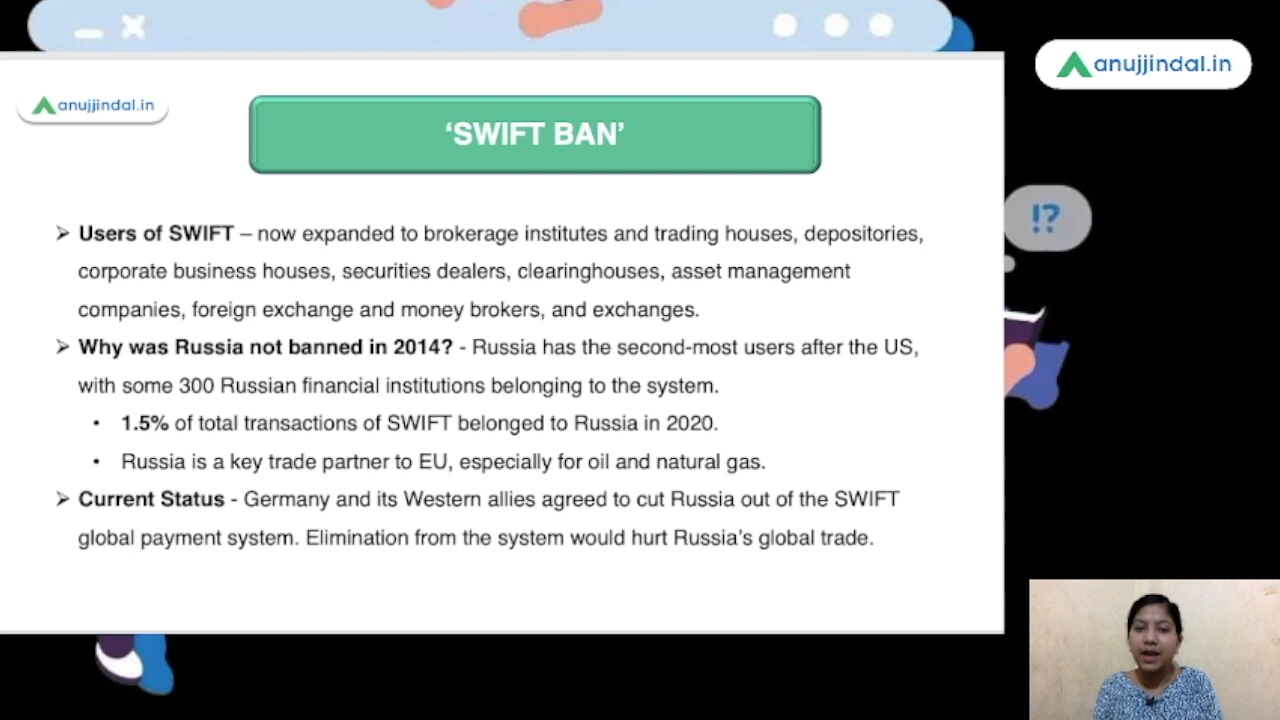 anujjindal.in
anujjindal.in
‘SWIFT BAN’
!?
➢ Users of SWIFT – now expanded to brokerage institutes and trading houses, depositories,
corporate business houses, securities dealers, clearinghouses, asset management
companies, foreign exchange and money brokers, and exchanges.
➢ Why was Russia not banned in 2014? - Russia has the second-most users after the US,
with some 300 Russian financial institutions belonging to the system.
• 1.5% of total transactions of SWIFT belonged to Russia in 2020.
• Russia is a key trade partner to EU, especially for oil and natural gas.
➢ Current Status - Germany and its Western allies agreed to cut Russia out of the SWIFT
global payment system. Elimination from the system would hurt Russia’s global trade.